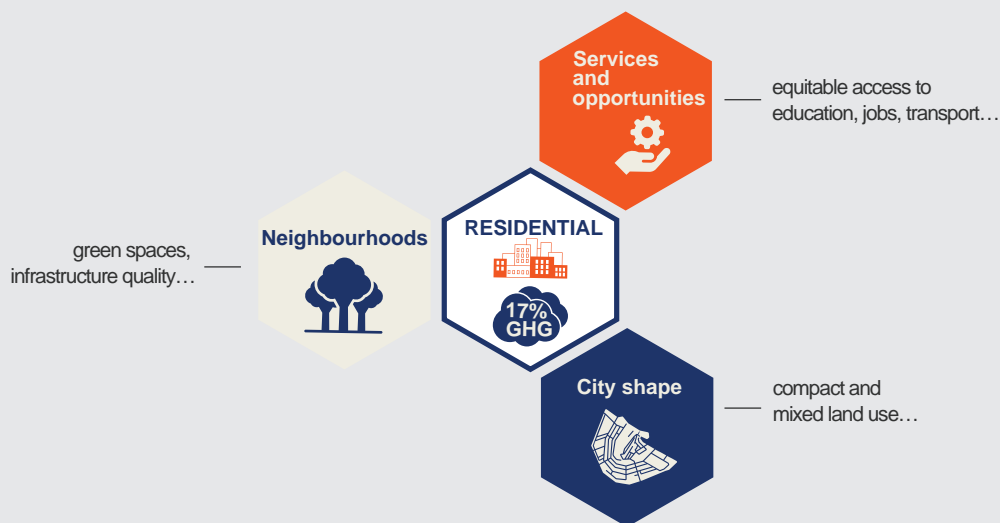 Services
and
opportunities
equitable access to
education, jobs, transport…
Neighbourhoods
green spaces,
infrastructure quality…
RESIDENTIAL
17%
GHG
City shape
compact and
mixed land use…